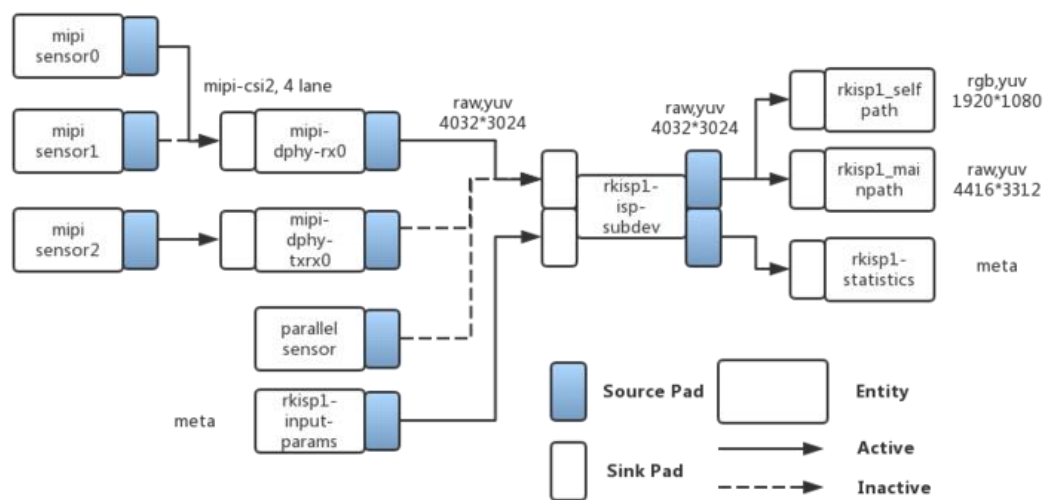 mipi
sensor0
mipi-csi2, 4 lane
mipi
sensor1
mipi-
dphy-rx0
raw,yuv
4032*3024
mipi
sensor2
mipi-
dphy-
txrx0
parallel
sensor
meta
rkisp1-
input-
params
rkisp1-
isp-
subdev
raw,yuv
4032*3024
rkisp1_self
path
rgb,yuv
1920*1080
rkisp1_mai
npath
raw,yuv
4416*3312
rkisp1-
statistics
meta
Source Pad
Entity
Sink Pad
Active
Inactive